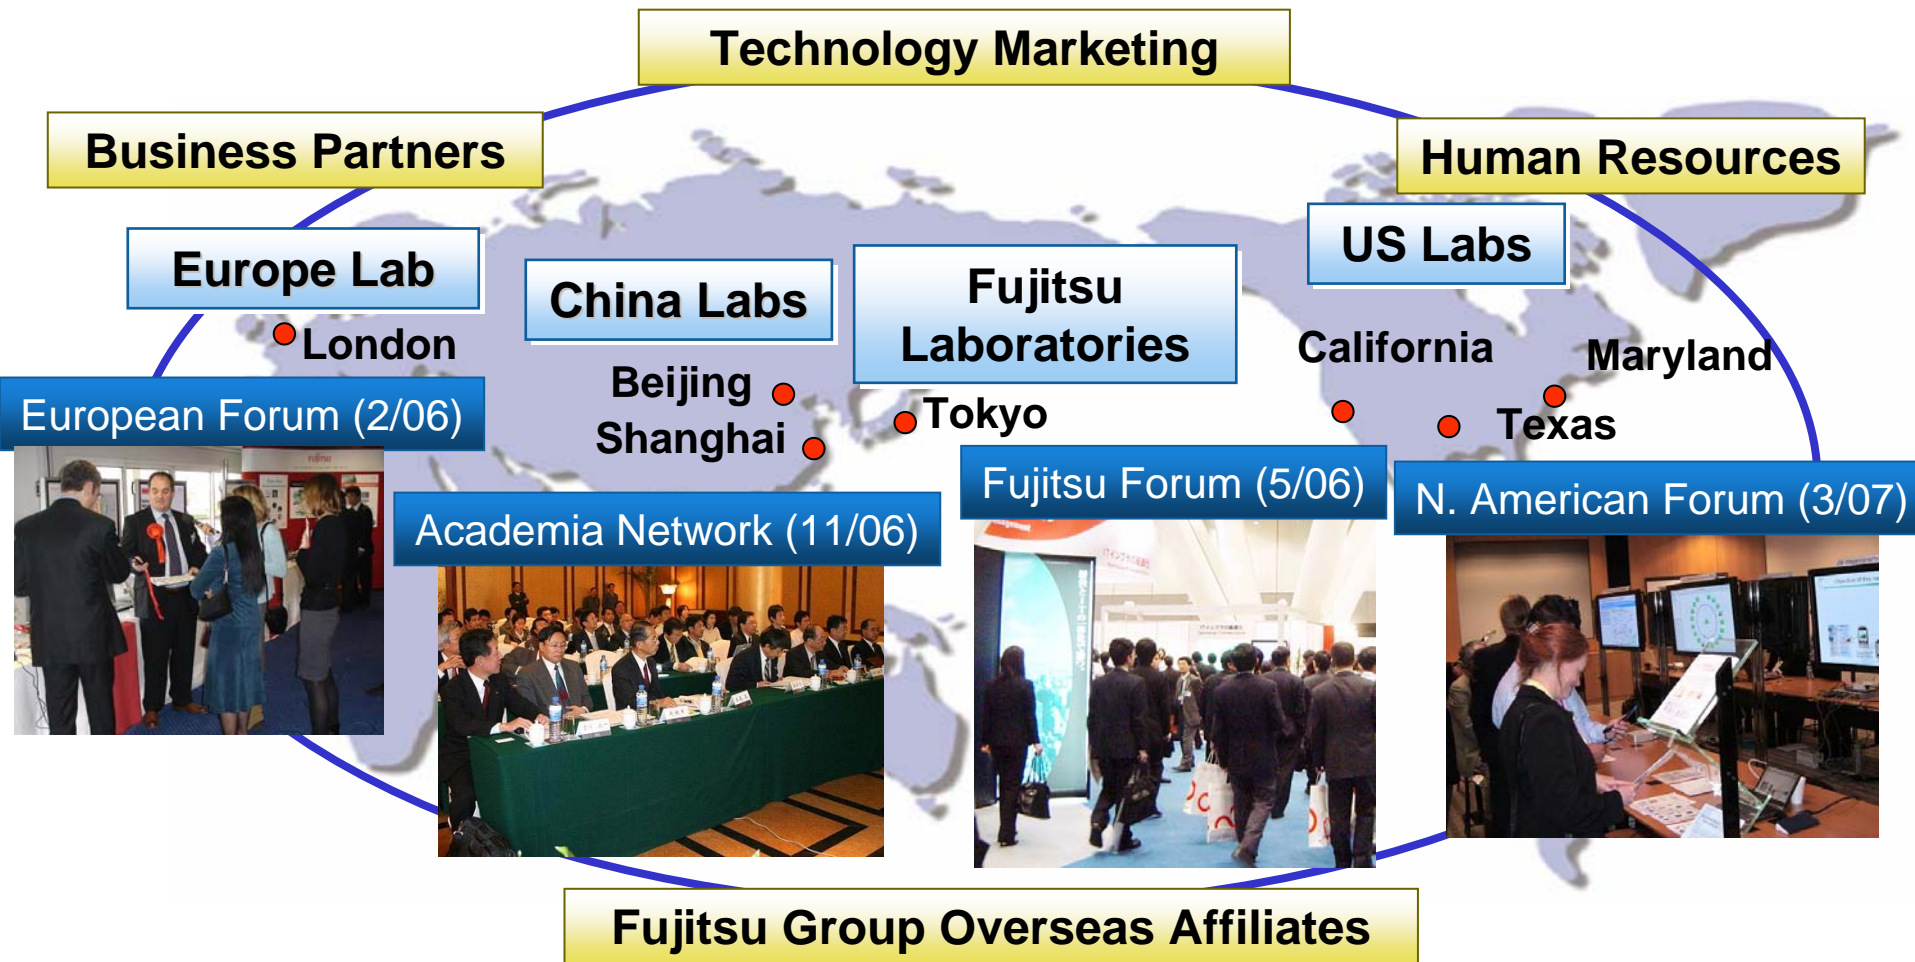 Technology Marketing
Business Partners
Human Resources
Europe Lab
China Labs
Fujitsu
Laboratories
US Labs
London
Beijing
Shanghai
Tokyo
California
Maryland
Texas
European Forum (2/06)
Academia Network (11/06)
Fujitsu Forum (5/06)
N. American Forum (3/07)
FUJITSU
Fujitsu Group Overseas Affiliates